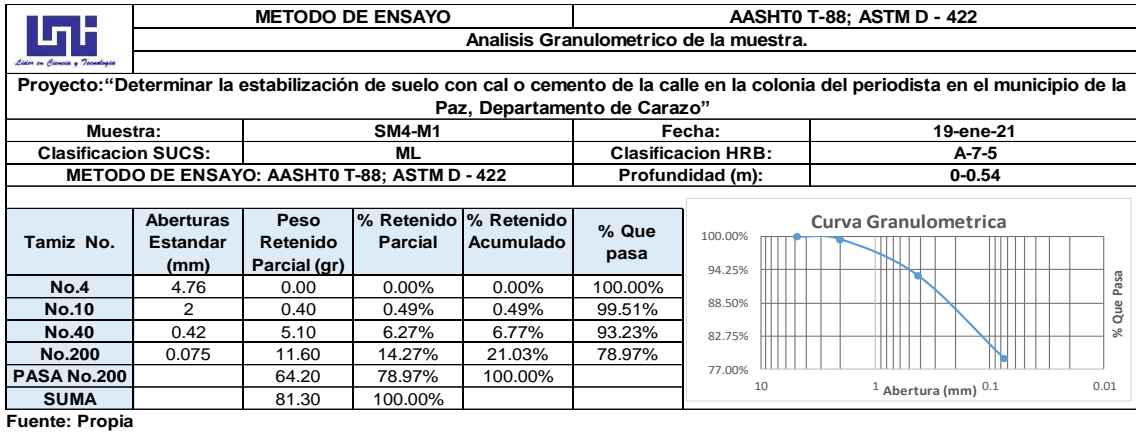 METODO DE ENSAYO AASHT0 T-88; ASTM D - 422
Analisis Granulometrico de la muestra.
Líder en Ciencia y Tecnología
Proyecto:“Determinar la estabilización de suelo con cal o cemento de la calle en la colonia del periodista en el municipio de la
Paz, Departamento de Carazo”
Muestra: SM4-M1 Fecha: 19-ene-21
Clasificacion SUCS: ML Clasificacion HRB: A-7-5
METODO DE ENSAYO: AASHT0 T-88; ASTM D - 422 Profundidad (m): 0-0.54
Tamiz No. Aberturas Estandar (mm) Peso Retenido Parcial (gr) % Retenido Parcial % Retenido Acumulado % Que pasa
No.4 4.76 0.00 0.00% 0.00% 100.00%
No.10 2 0.40 0.49% 0.49% 99.51%
No.40 0.42 5.10 6.27% 6.77% 93.23%
No.200 0.075 11.60 14.27% 21.03% 78.97%
PASA No.200 64.20 78.97% 100.00%
SUMA 81.30 100.00%
Curva Granulometrica
100.00%
94.25%
88.50%
82.75%
77.00%
10 1 0.1 0.01
Abertura (mm)
% Que Pasa
Fuente: Propia